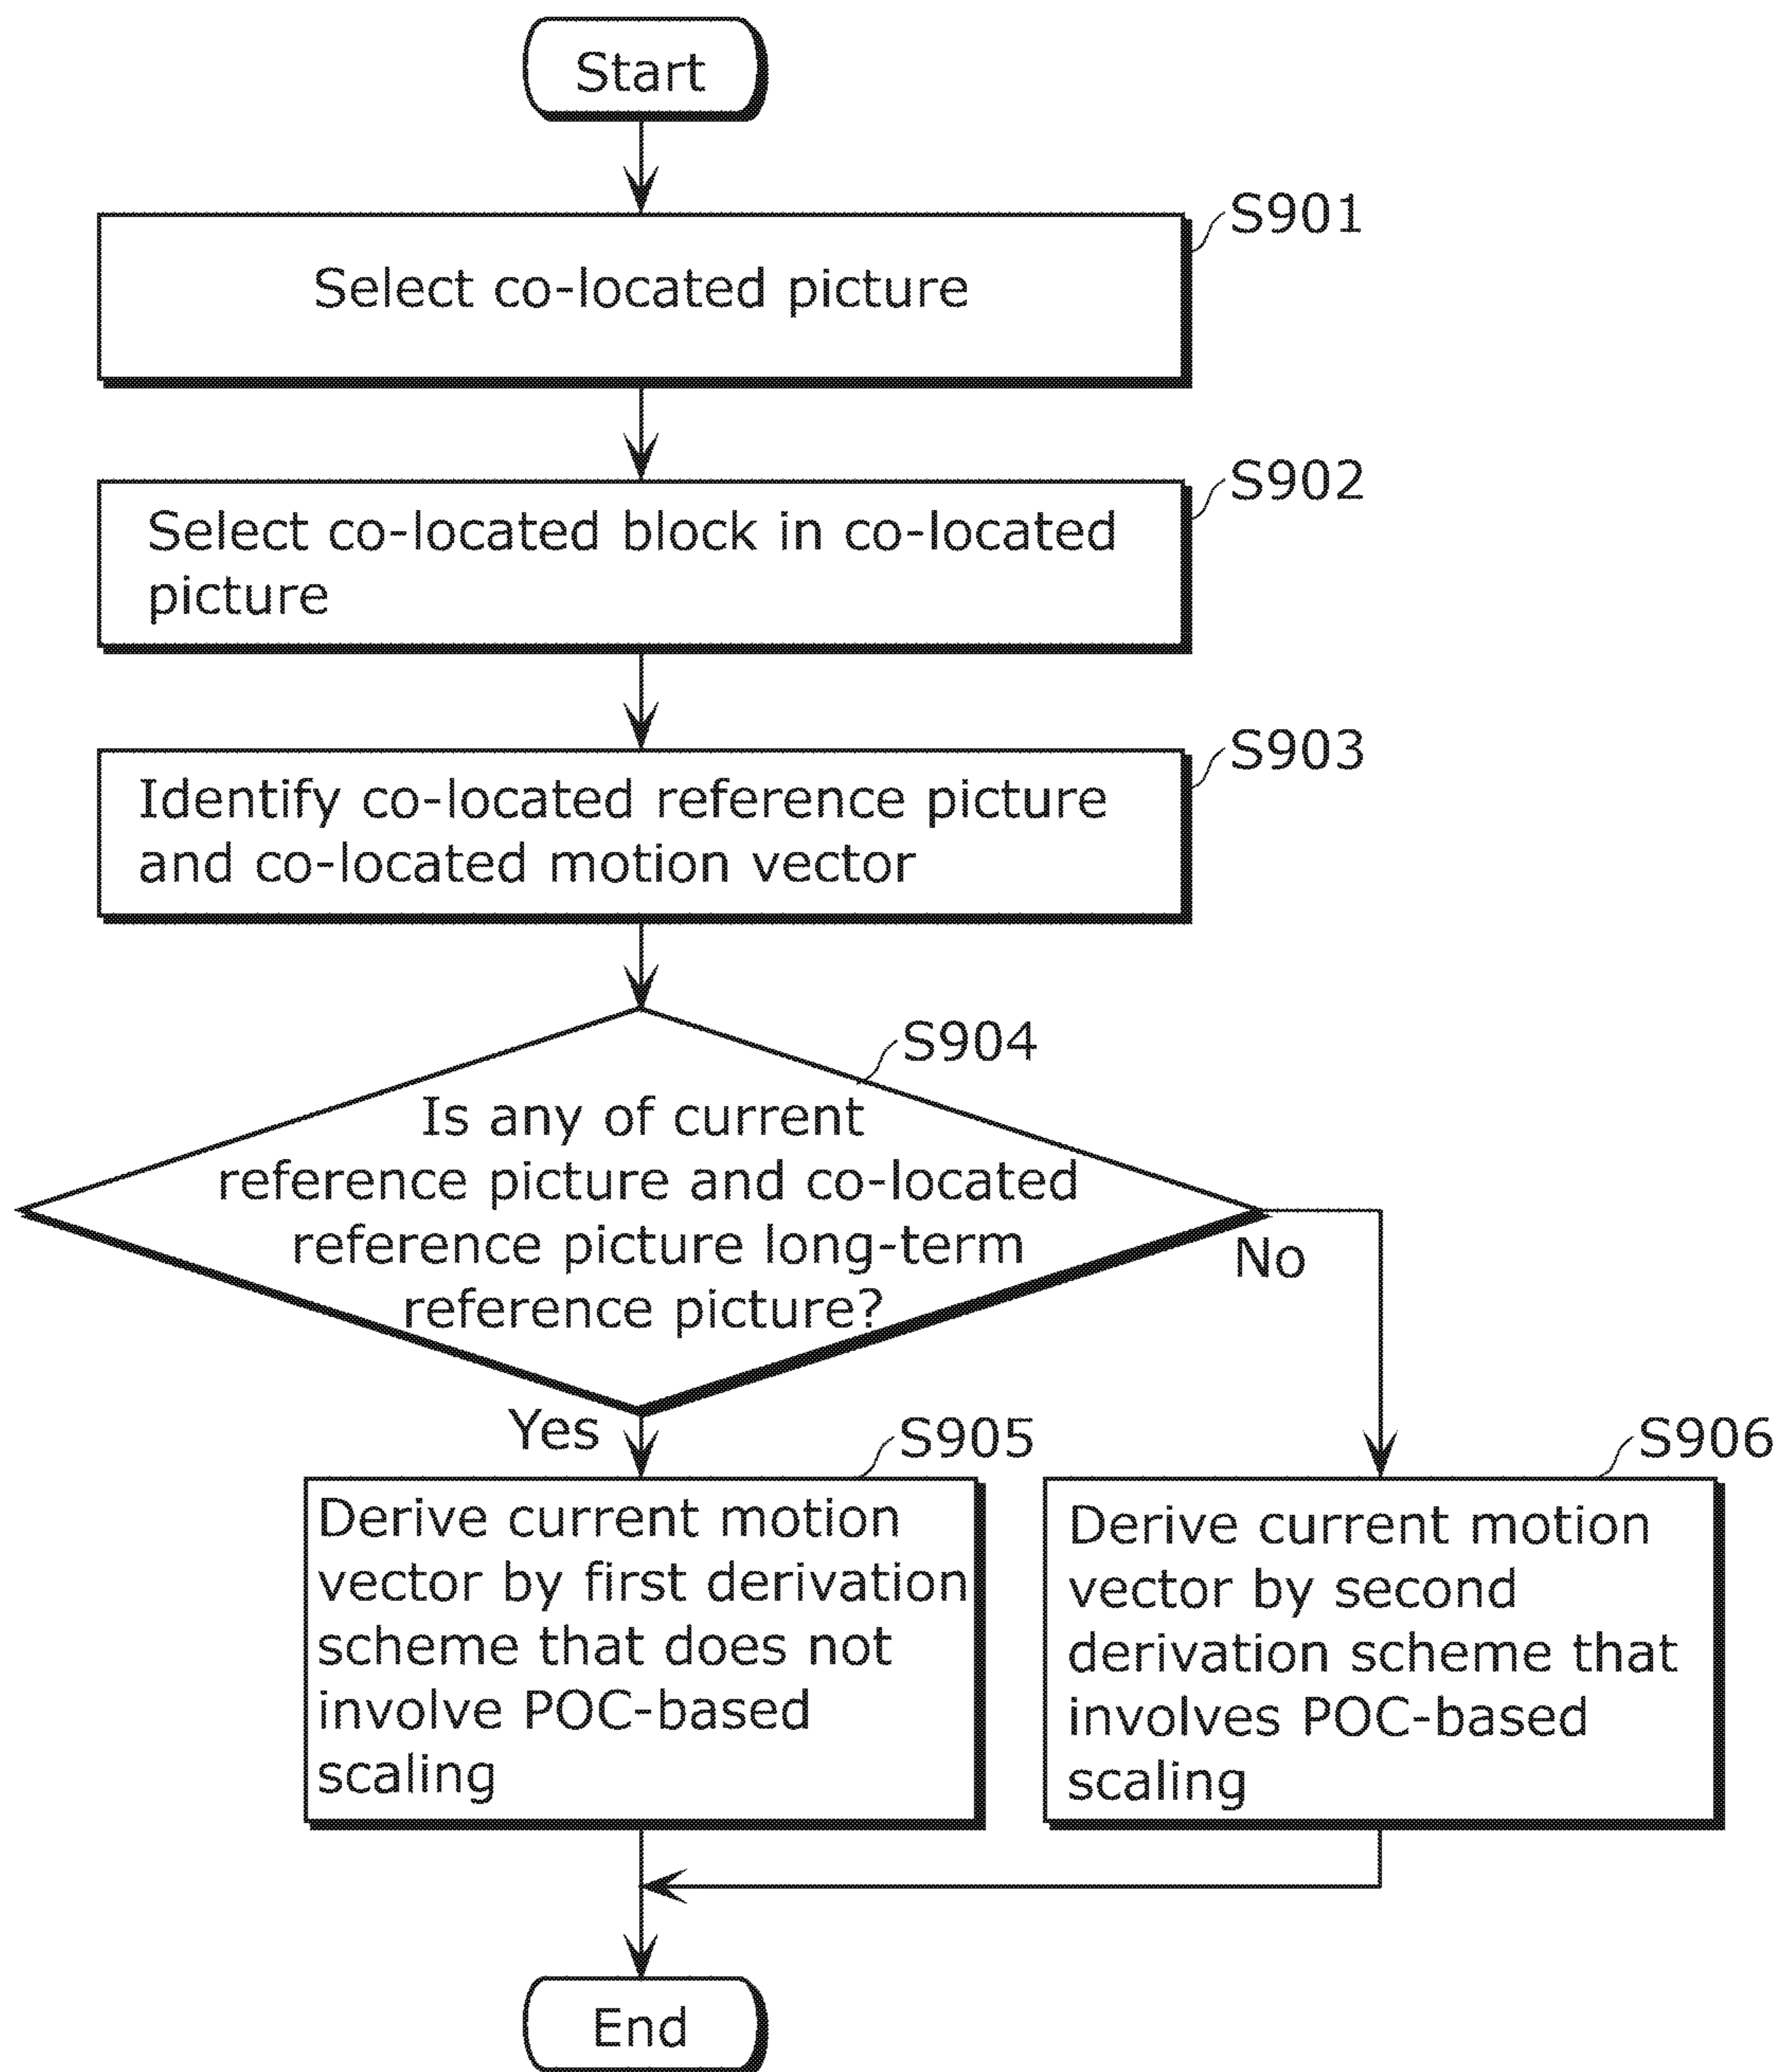 Start
S901
Select co-located picture
S902
Select co-located block in co-located
picture
S903
Identify co-located reference picture
and co-located motion vector
S904
Is any of current
reference picture and co-located
reference picture long-term
reference picture?
No
Yes
S905
Derive current motion
vector by first derivation
scheme that does not
involve POC-based
scaling
S906
Derive current motion
vector by second
derivation scheme that
involves POC-based
scaling
End